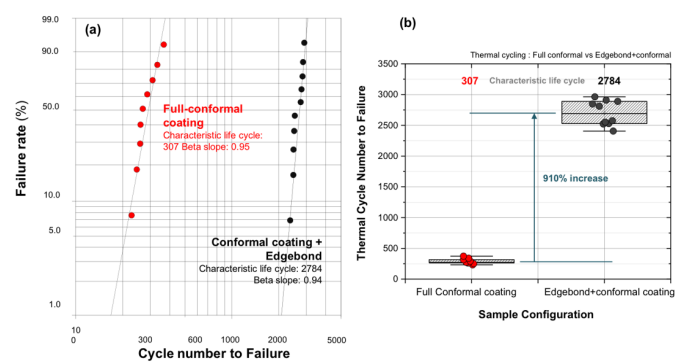 (a)
99.0
90.0
50.0
10.0
5.0
1.0
Failure rate (%)
Full-conformal
coating
Characteristic life cycle:
307 Beta slope: 0.95
Conformal coating +
Edgebond
Characteristic life cycle: 2784
Beta slope: 0.94
10
300
1000
2000
5000
Cycle number to Failure
(b)
Thermal cycling : Full conformal vs Edgebond+conformal
307 Characteristic life cycle 2784
3500
3000
2500
2000
1500
1000
500
0
Thermal Cycle Number to Failure
910% increase
Full Conformal coating
Edgebond+conformal coating
Sample Configuration